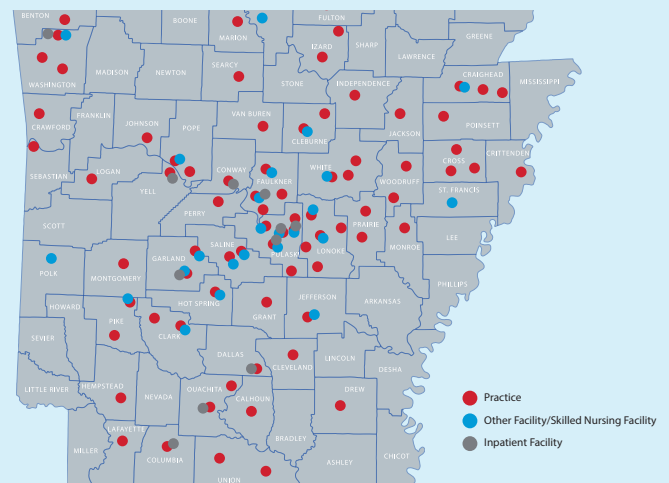 BENTON
BOONE
MARION
FULTON
IZARD
SHARP
GREENE
LAWRENCE
SEARCY
CRAIGHEAD
MISSISSIPPI
WASHINGTON
MADISON
NEWTON
STONE
INDEPENDENCE
FRANKLIN
VAN BUREN
CRAWFORD
JOHNSON
POPE
POINSETT
JACKSON
CLEBURNE
CRITTENDEN
CROSS
SEBASTIAN
LOGAN
CONWAY
WHITE
FAULKNER
WOODRUFF
YELL
ST. FRANCIS
PERRY
SCOTT
PRAIRIE
LEE
SALINE
MONROE
LONOKE
GARLAND
PULASKI
POLK
MONTGOMERY
PHILLIPS
JEFFERSON
HOT SPRING
ARKANSAS
HOWARD
GRANT
PIKE
CLARK
SEVIER
DALLAS
LINCOLN
CLEVELAND
DESHA
LITTLE RIVER
HEMPSTEAD
OUACHITA
DREW
NEVADA
CALHOUN
Practice
Other Facility/Skilled Nursing Facility
LAFAYETTE
BRADLEY
Inpatient Facility
MILLER
CHICOT
COLUMBIA
ASHLEY
UNION